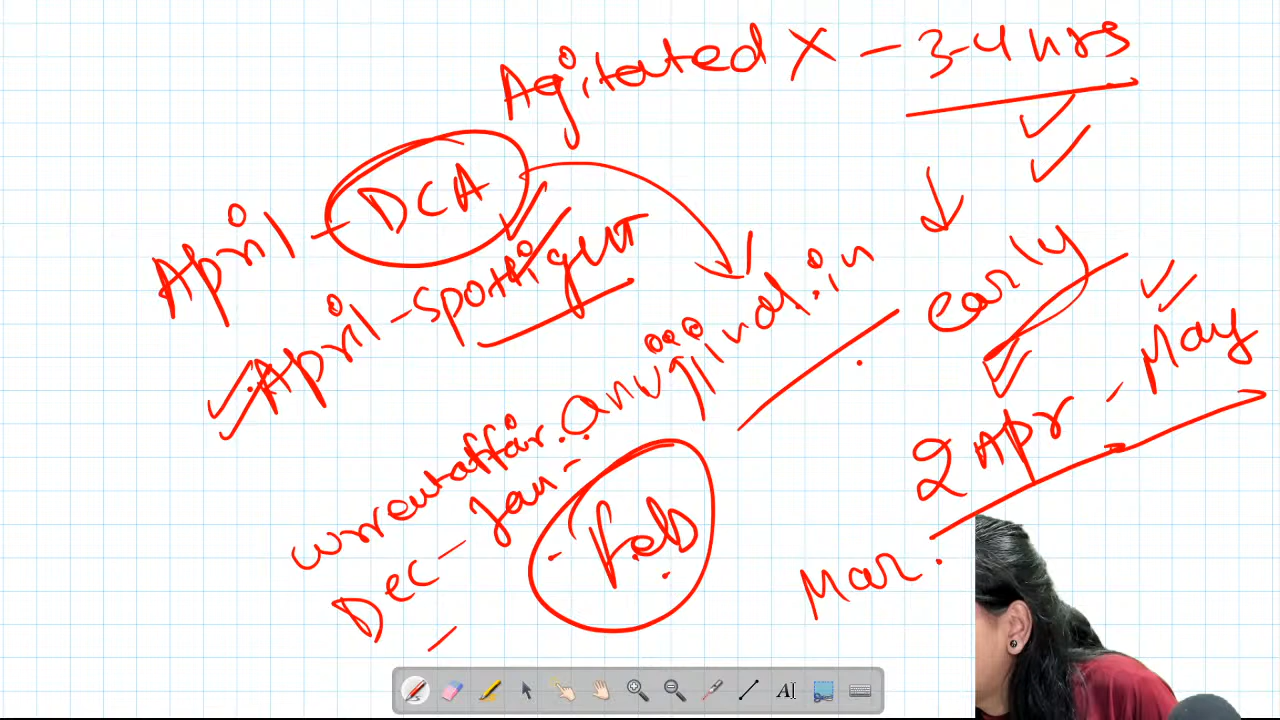 Agitated X - 3-4 hrs
April - DCA
April - Spotlight
early
currentaffair.anujjindal.in
2 Apr - May
Dec - Jan - Feb
Mar.
AI